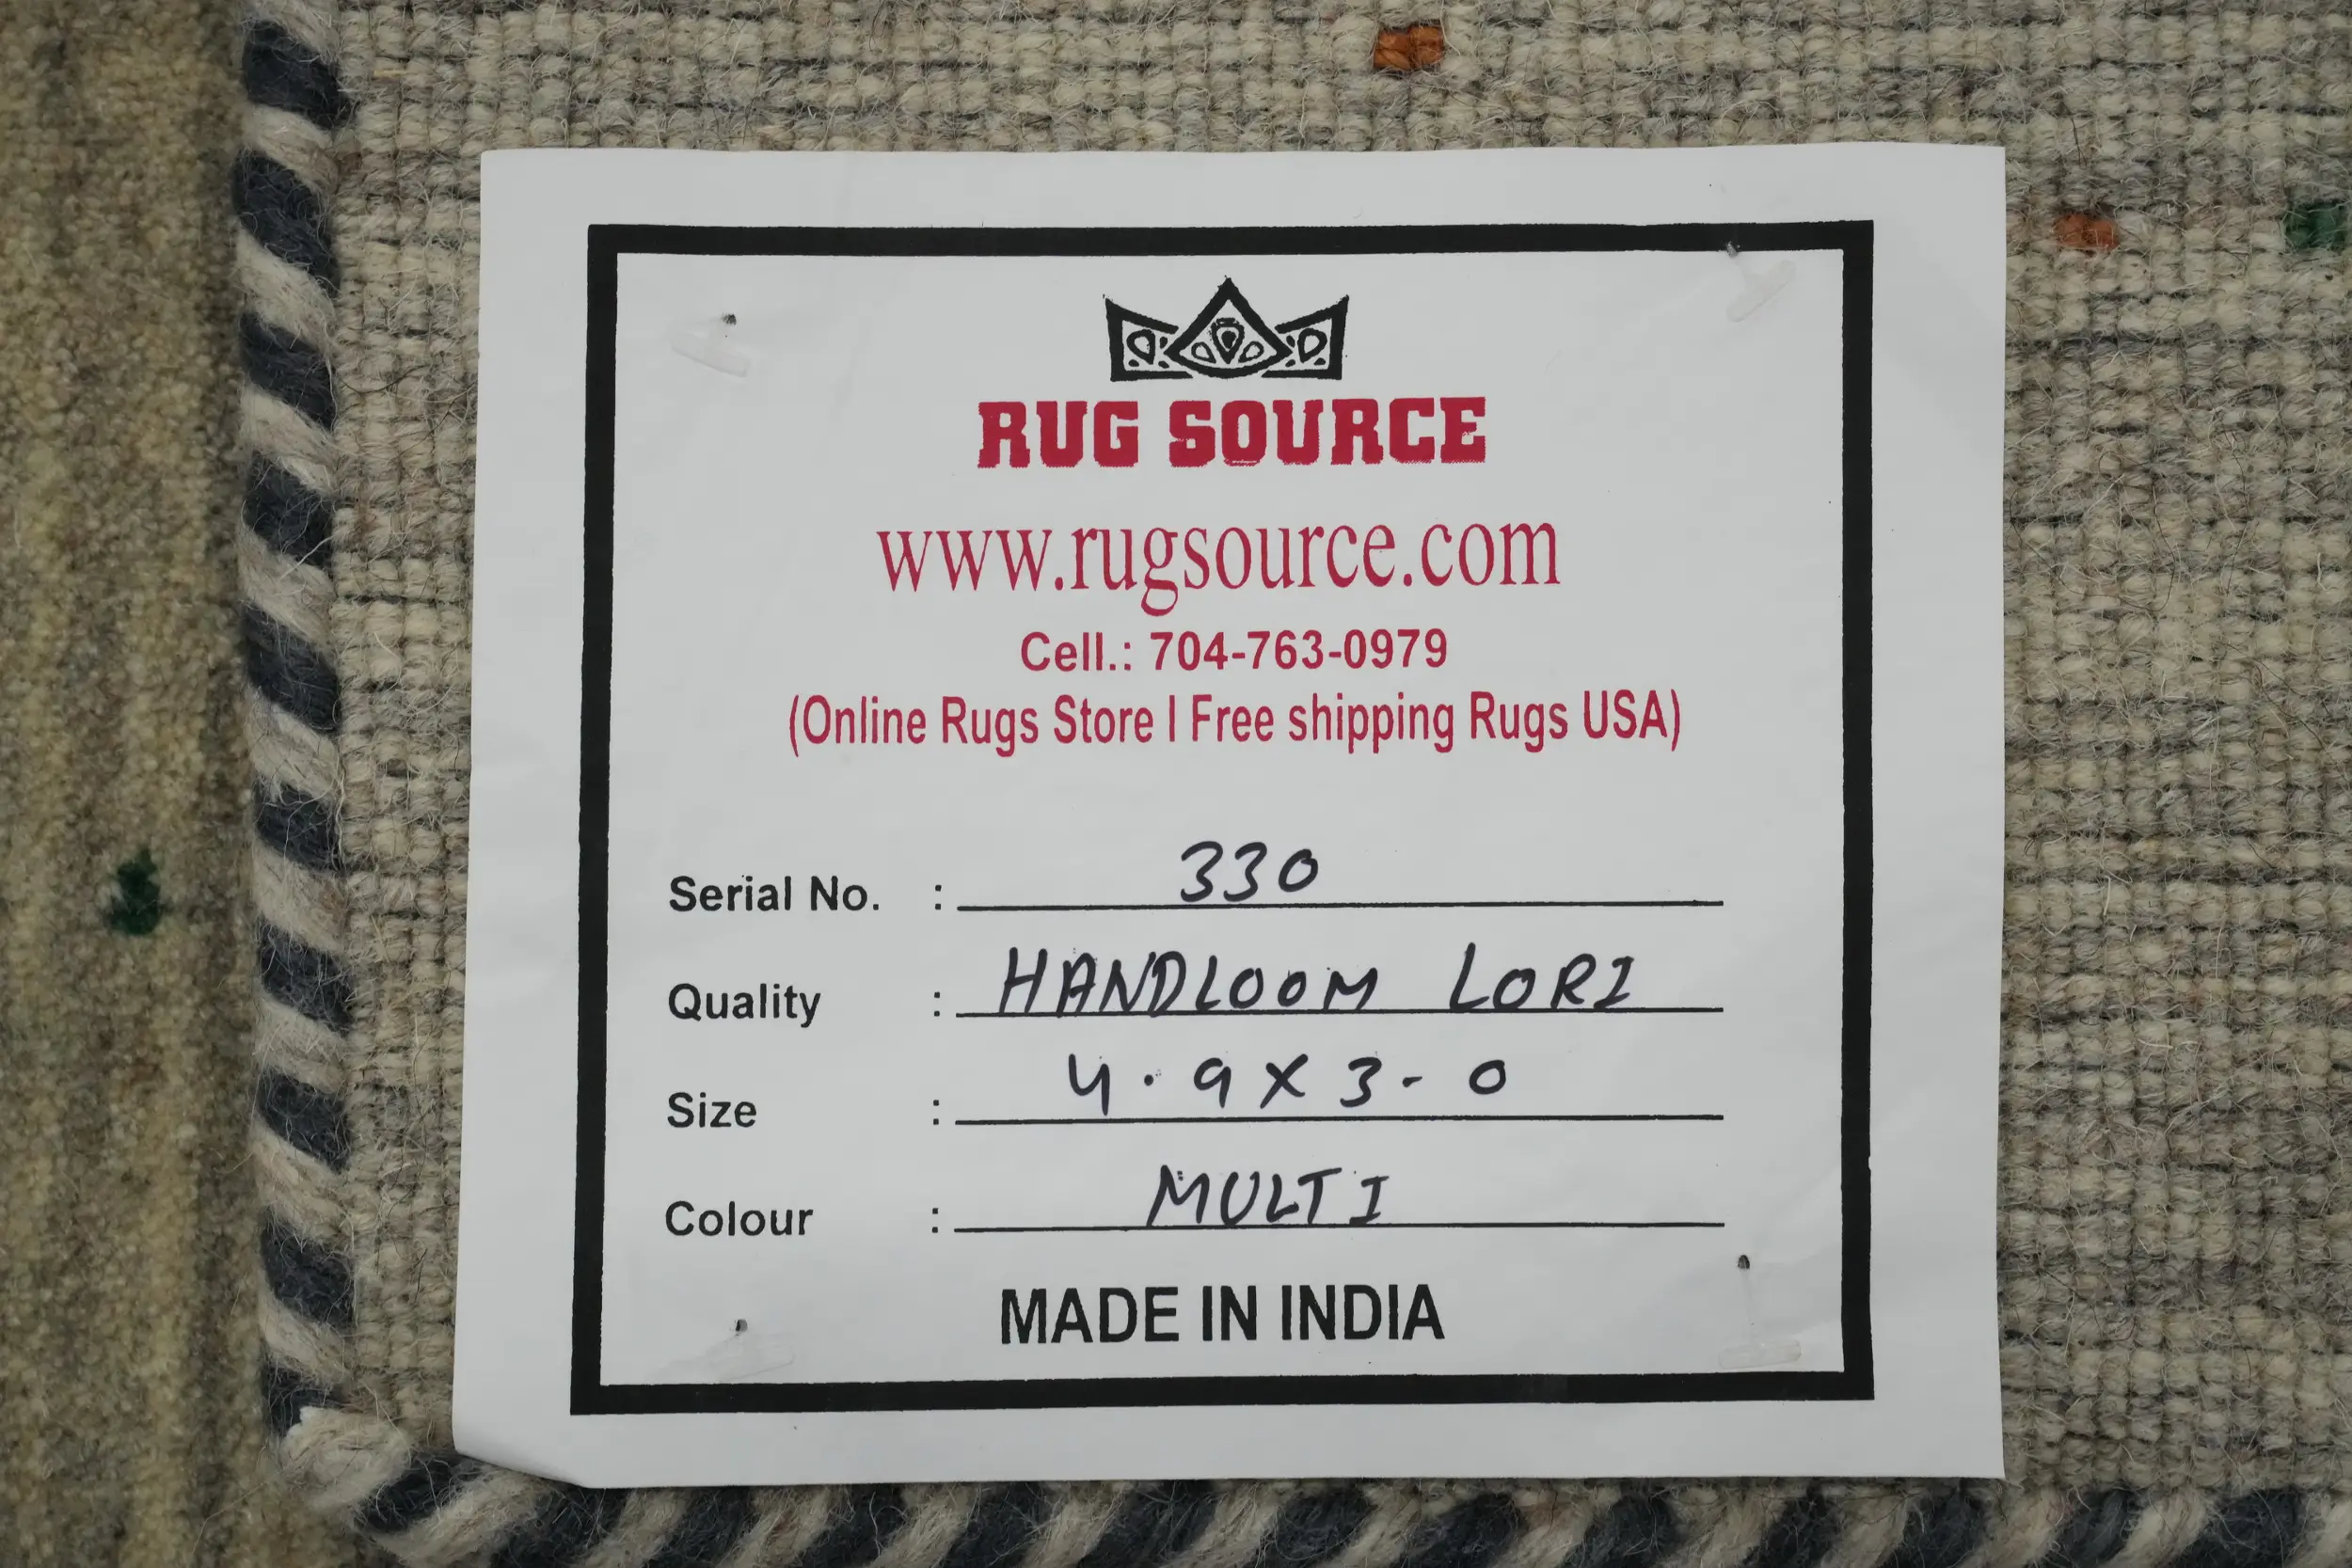 RUG SOURCE
www.rugsource.com
Cell.: 704-763-0979
(Online Rugs Store | Free shipping Rugs USA)
Serial No. : 330
Quality : HANDLOOM LORI
Size : 4.9X3-0
Colour : MULTI
MADE IN INDIA